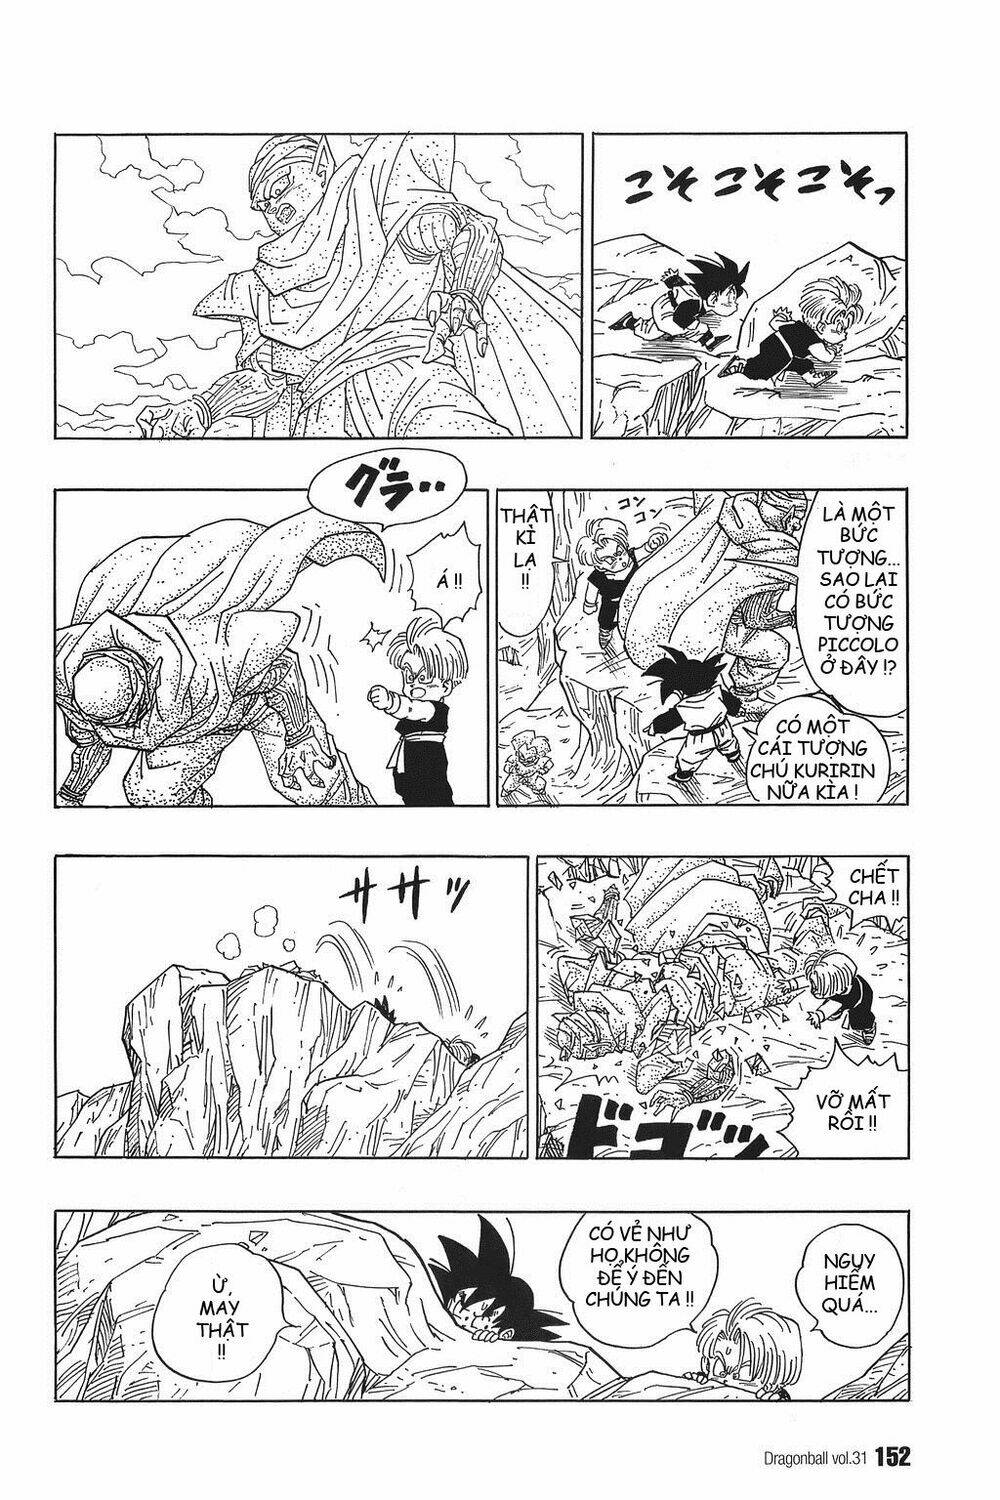 こそこそこそっ
LÀ MỘT
BỨC
TƯỢNG...
SAO LẠI
CÓ BỨC
TƯỢNG
PICCOLO
Ở ĐÂY !?
コン
コン
THẬT
KÌ LẠ
!!
CÓ MỘT
CÁI TƯỢNG
CHÚ KURIRIN
NỮA KÌA !
グラ・・
Á !!
CHẾT
CHA !!
VỠ MẤT
RỒI !!
ドゴッ
ササッ
NGUY
HIỂM
QUÁ...
CÓ VẺ NHƯ
HỌ KHÔNG
ĐỂ Ý ĐẾN
CHÚNG TA !!
Ừ,
MAY
THẬT
!!
Dragonball vol.31 152